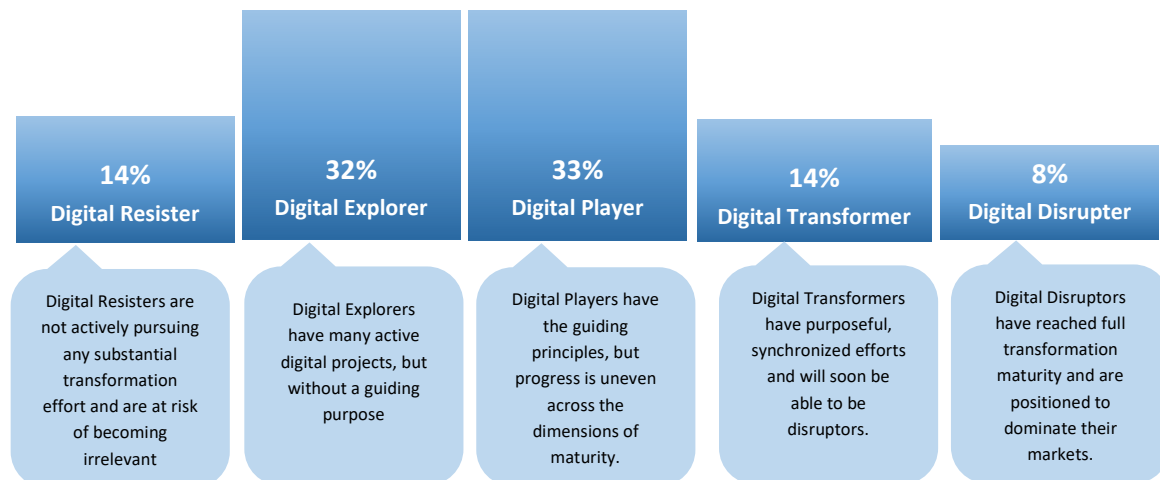 14%
Digital Resister
32%
Digital Explorer
33%
Digital Player
14%
Digital Transformer
8%
Digital Disrupter
Digital Resisters are
not actively pursuing
any substantial
transformation
effort and are at risk
of becoming
irrelevant
Digital Explorers
have many active
digital projects, but
without a guiding
purpose
Digital Players have
the guiding
principles, but
progress is uneven
across the
dimensions of
maturity.
Digital Transformers
have purposeful,
synchronized efforts
and will soon be
able to be
disruptors.
Digital Disruptors
have reached full
transformation
maturity and are
positioned to
dominate their
markets.